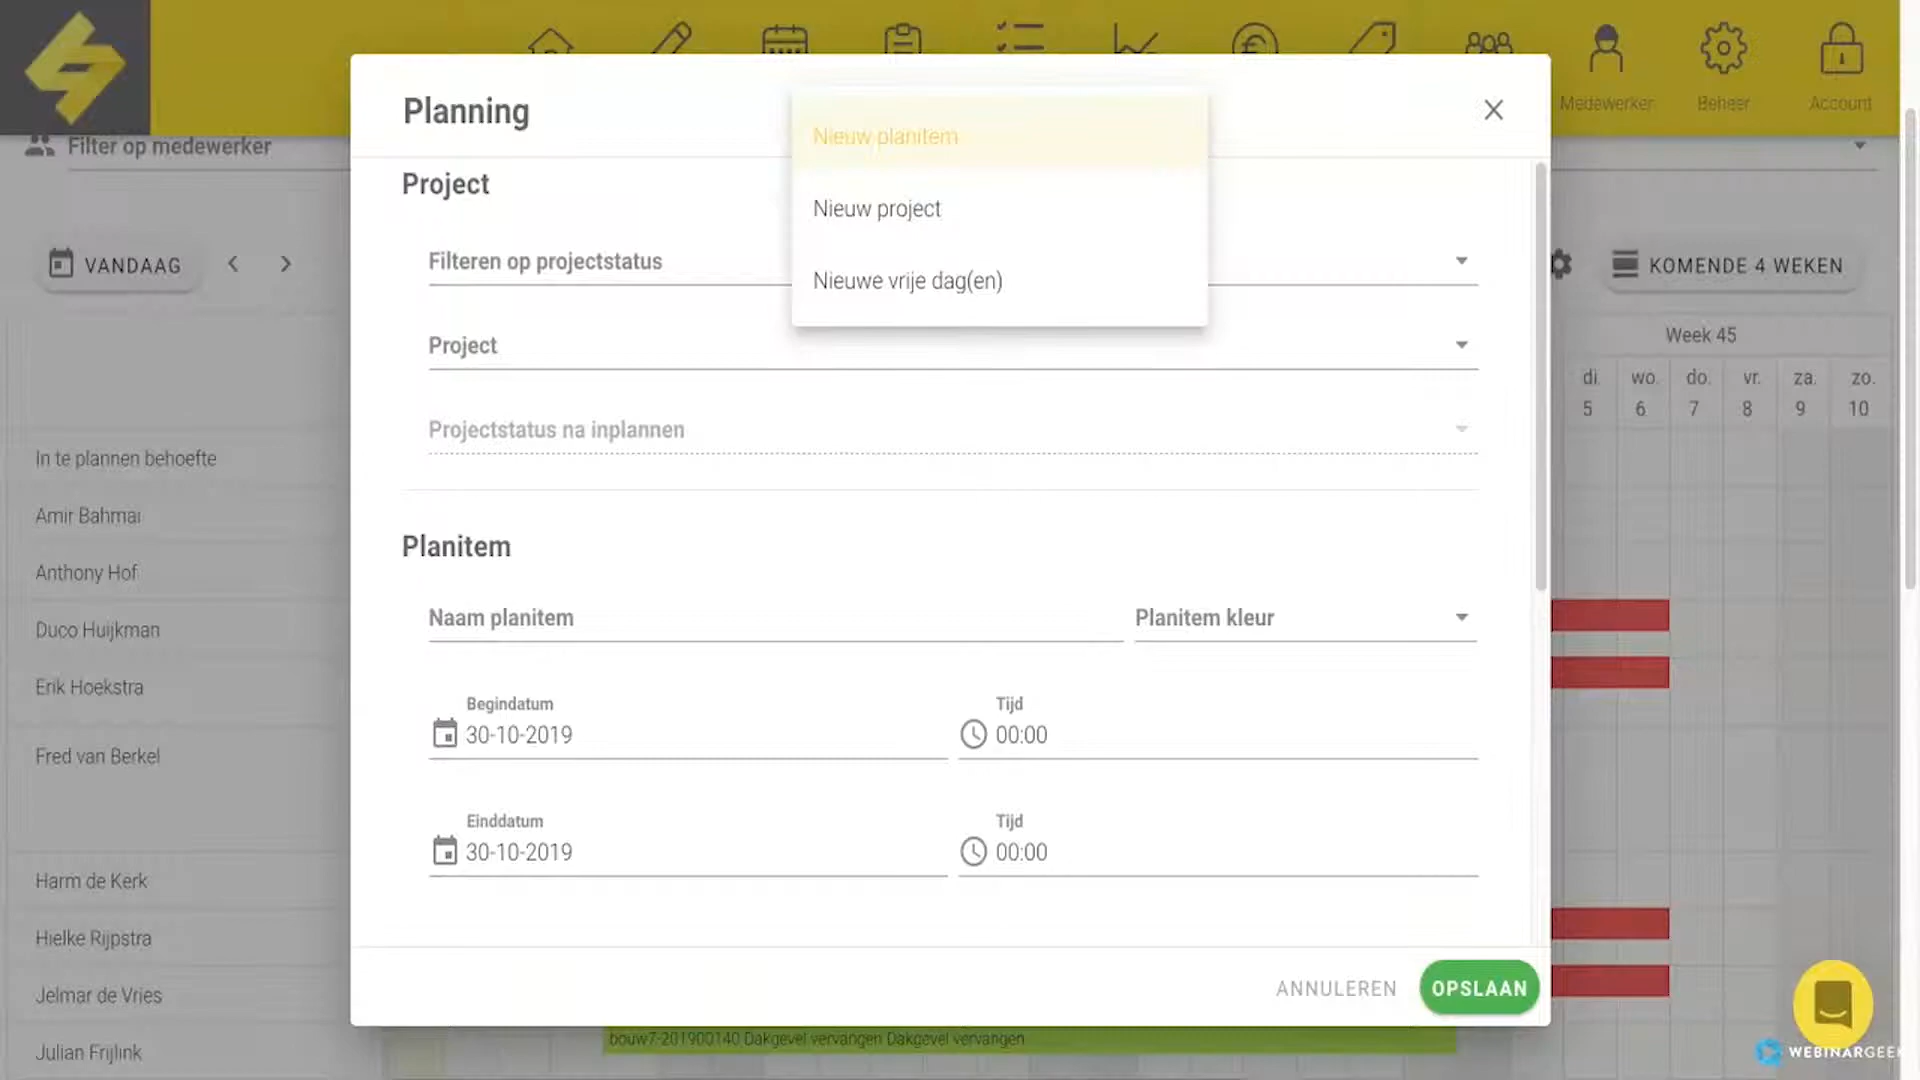 Medewerker
Beheer
Account
Filter op medewerker
Planning
Nieuw planitem
Nieuw project
Nieuwe vrije dag(en)
Project
Filteren op projectstatus
Project
Projectstatus na inplannen
VANDAAG
KOMENDE 4 WEKEN
Week 45
di. wo. do. vr. za. zo.
5 6 7 8 9 10
In te plannen behoefte
Amir Bahmai
Anthony Hof
Duco Huijkman
Erik Hoekstra
Fred van Berkel
Harm de Kerk
Hielke Rijpstra
Jelmar de Vries
Julian Frijlink
Planitem
Naam planitem
Planitem kleur
Begindatum
30-10-2019
Tijd
00:00
Einddatum
30-10-2019
Tijd
00:00
ANNULEREN
OPSLAAN
bouw7-201900140 Dakgevel vervangen Dakgevel vervangen
WEBINARGEEK